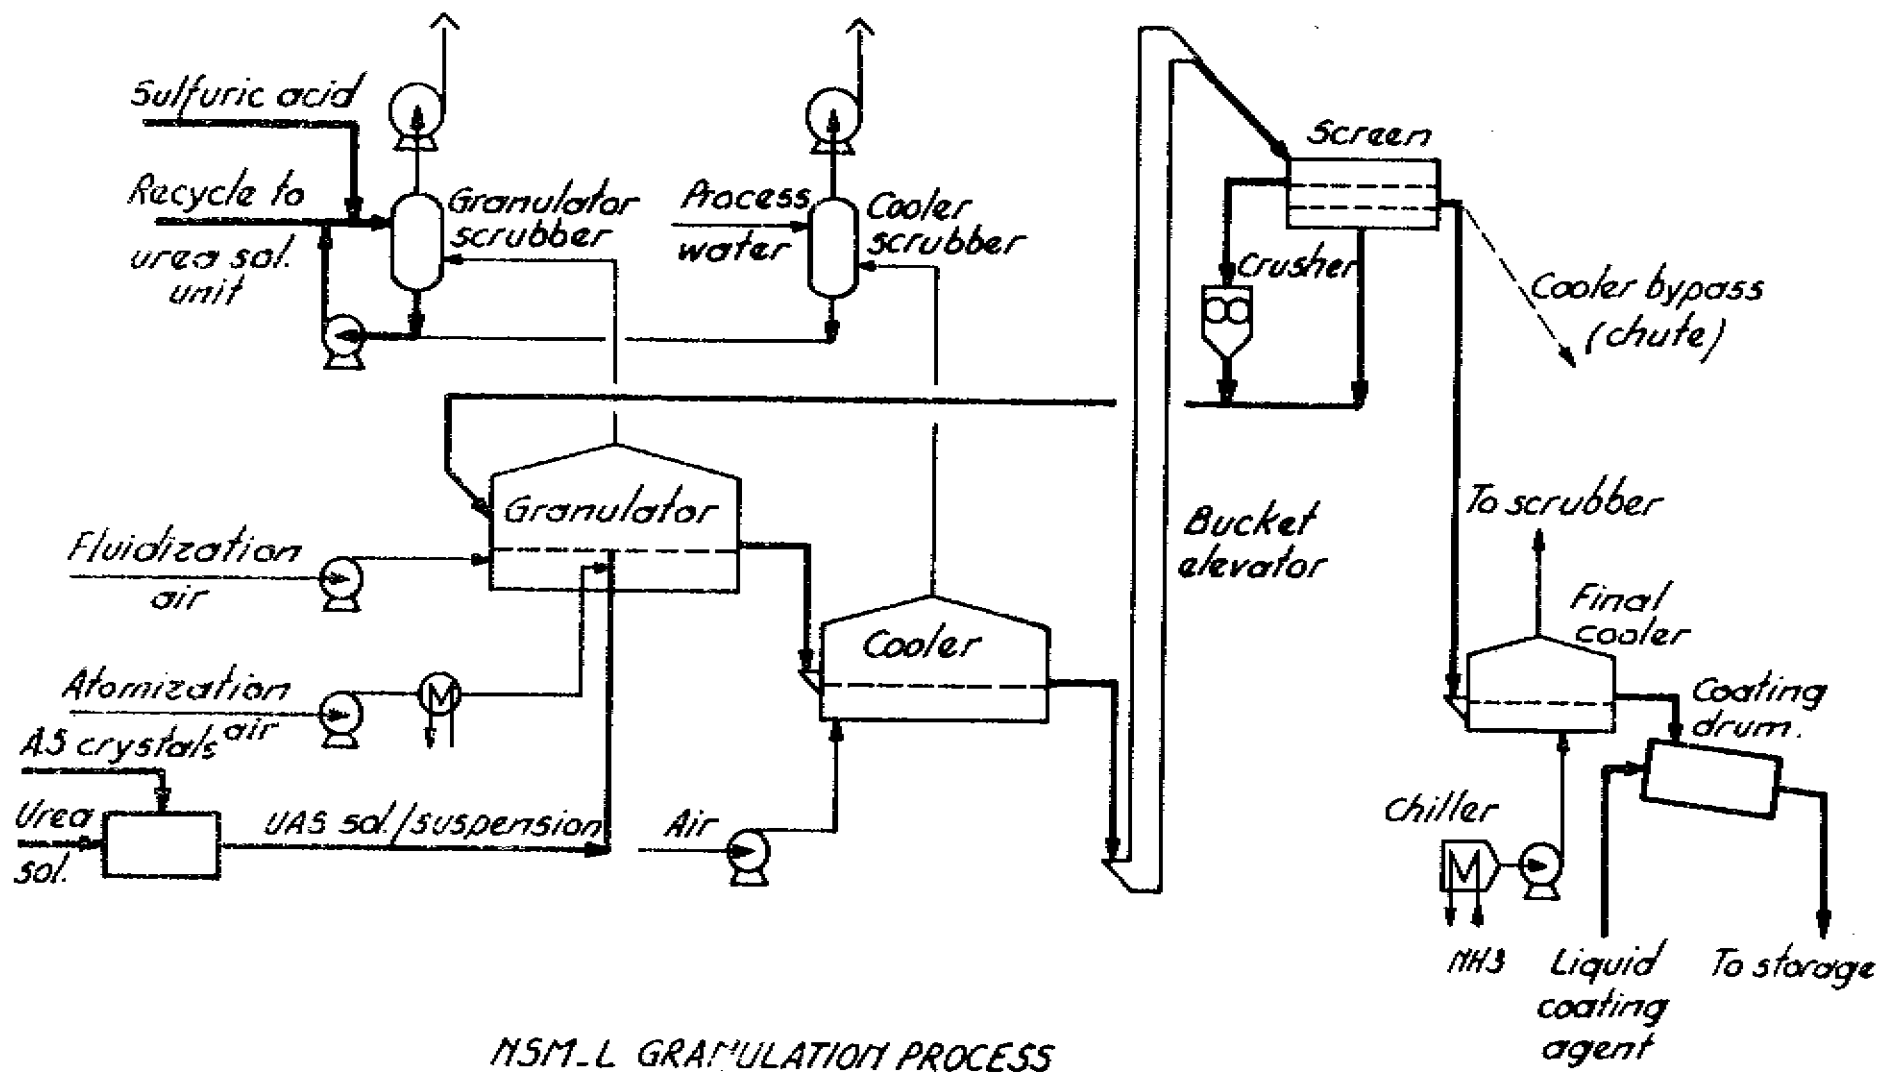 Sulfuric acid
Recycle to
urea sol.
unit
Granulator
scrubber
Process
water
Cooler
scrubber
Screen
Crusher
Cooler bypass
(chute)
Granulator
Fluidization
air
Bucket
elevator
To scrubber
Final
cooler
Cooler
Atomization
air
AS crystals
Urea
sol.
UAS sol./suspension
Air
Coating
drum.
Chiller
NH3
Liquid
coating
agent
To storage
NSM-L GRANULATION PROCESS